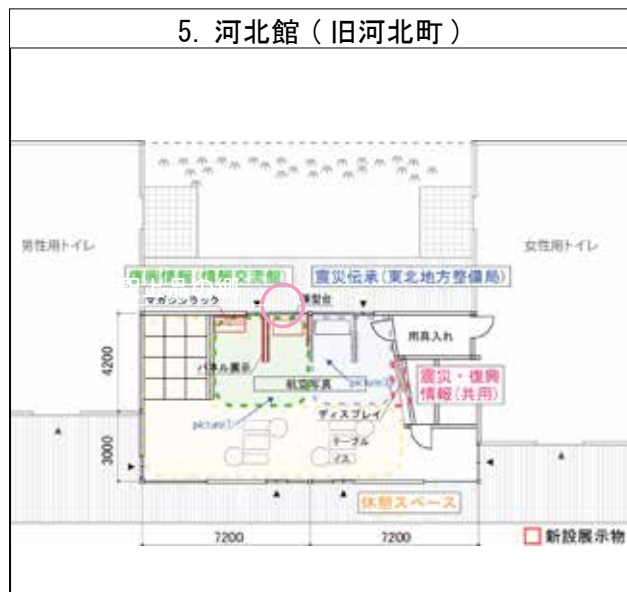 5. 河北館 ( 旧河北町 )
男性用トイレ
女性用トイレ
復興情報(情報交流館)
震災伝承(東北地方整備局)
マガジンラック
用具入れ
4200
パネル展示
航空写真
picture2
震災・復興
情報(共用)
picture1
ディスプレイ
テーブル
イス
3000
休憩スペース
7200
7200
新設展示物